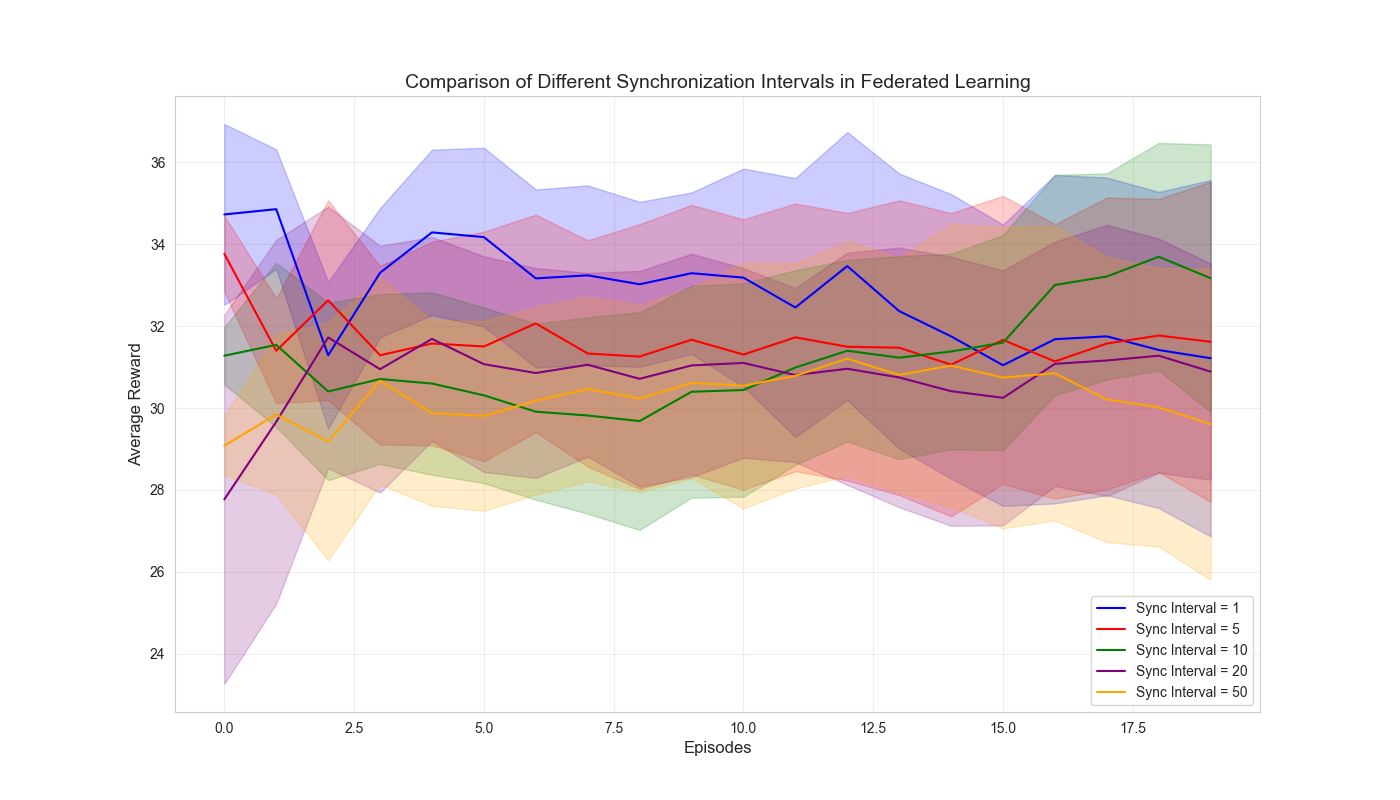 Comparison of Different Synchronization Intervals in Federated Learning
Average Reward
36
34
32
30
28
26
24
0.0 2.5 5.0 7.5 10.0 12.5 15.0 17.5
Episodes
Sync Interval = 1
Sync Interval = 5
Sync Interval = 10
Sync Interval = 20
Sync Interval = 50